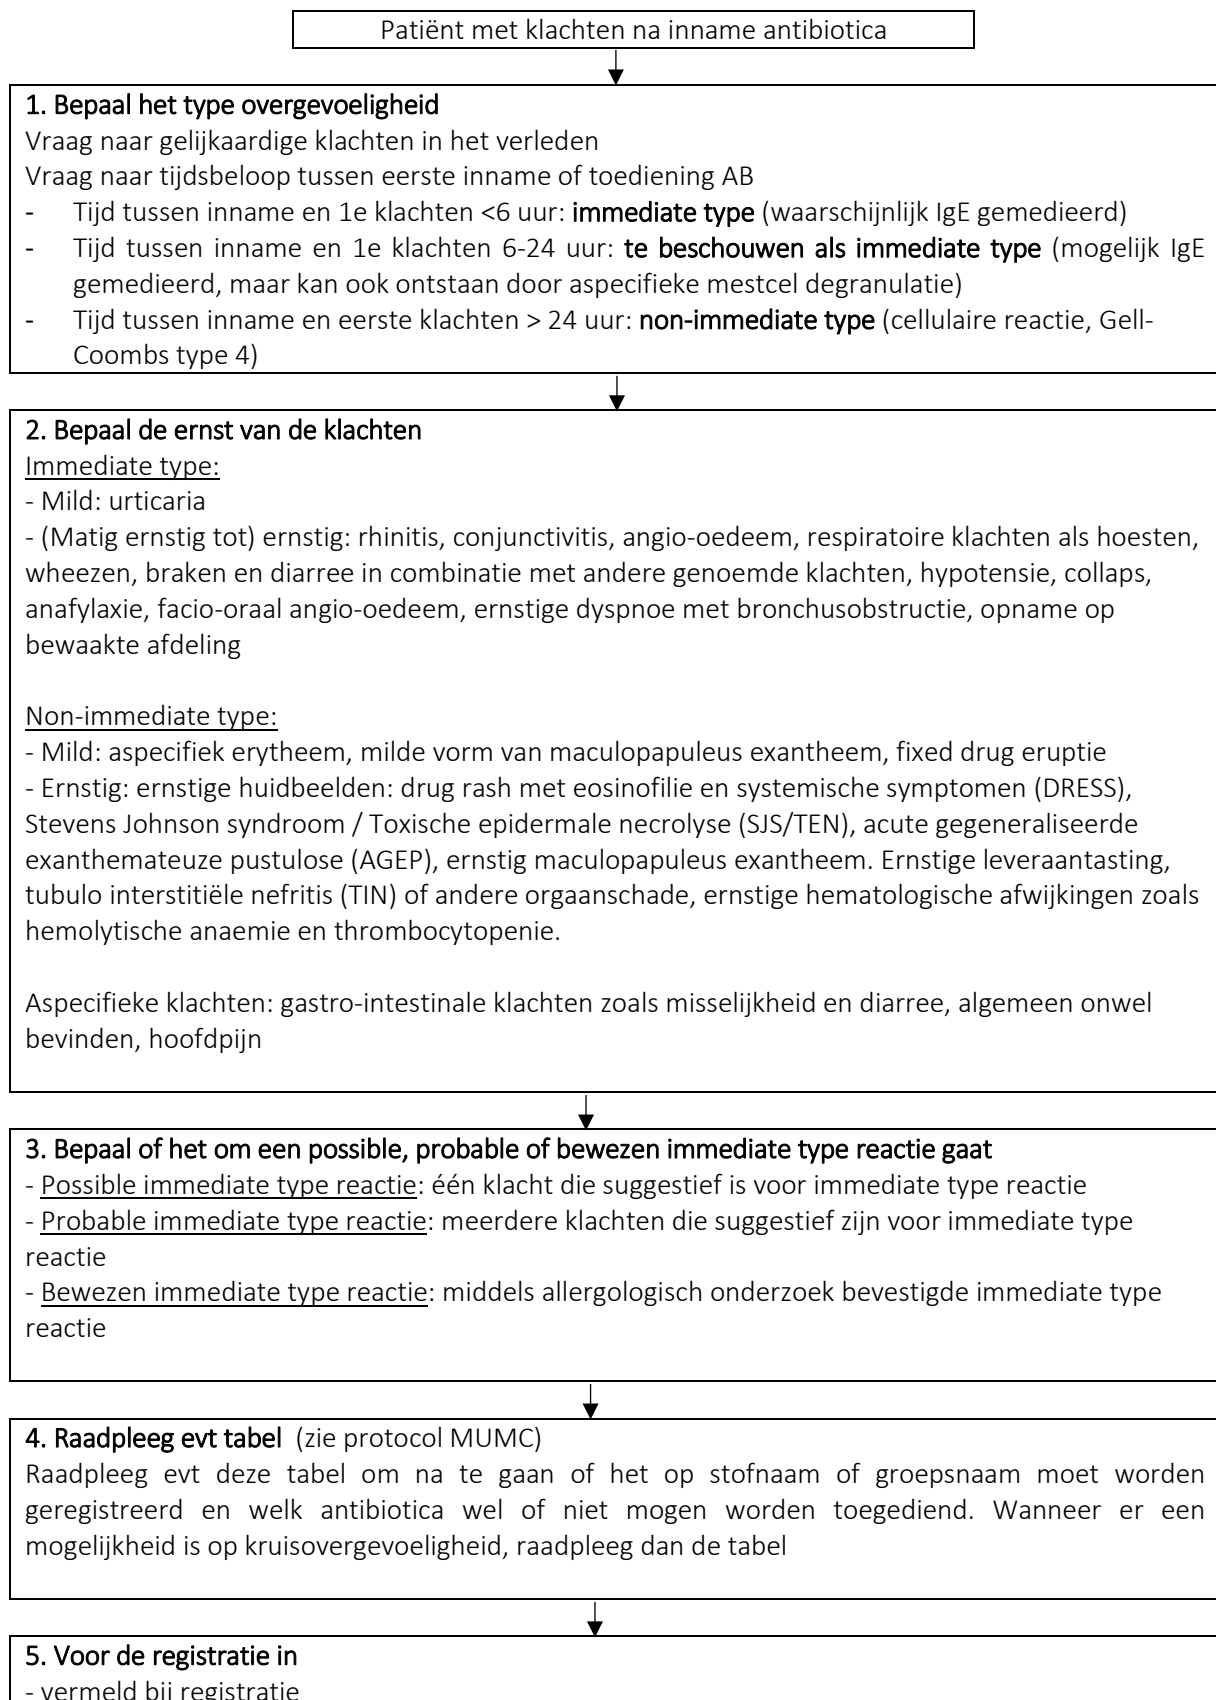 Patiënt met klachten na inname antibiotica
1. Bepaal het type overgevoeligheid
Vraag naar gelijkaardige klachten in het verleden
Vraag naar tijdsbeloop tussen eerste inname of toediening AB
- Tijd tussen inname en 1e klachten <6 uur: immediate type (waarschijnlijk IgE gemedieerd)
- Tijd tussen inname en 1e klachten 6-24 uur: te beschouwen als immediate type (mogelijk IgE
gemedieerd, maar kan ook ontstaan door aspecifieke mestcel degranulatie)
- Tijd tussen inname en eerste klachten > 24 uur: non-immediate type (cellulaire reactie, Gell-
Coombs type 4)
2. Bepaal de ernst van de klachten
Immediate type:
- Mild: urticaria
- (Matig ernstig tot) ernstig: rhinitis, conjunctivitis, angio-oedeem, respiratoire klachten als hoesten,
wheezen, braken en diarree in combinatie met andere genoemde klachten, hypotensie, collaps,
anafylaxie, facio-oraal angio-oedeem, ernstige dyspnoe met bronchusobstructie, opname op
bewaakte afdeling
Non-immediate type:
- Mild: aspecifiek erytheem, milde vorm van maculopapuleus exantheem, fixed drug eruptie
- Ernstig: ernstige huidbeelden: drug rash met eosinofilie en systemische symptomen (DRESS),
Stevens Johnson syndroom / Toxische epidermale necrolyse (SJS/TEN), acute gegeneraliseerde
exanthemateuze pustulose (AGEP), ernstig maculopapuleus exantheem. Ernstige leveraantasting,
tubulo interstitiële nefritis (TIN) of andere orgaanschade, ernstige hematologische afwijkingen zoals
hemolytische anaemie en thrombocytopenie.
Aspecifieke klachten: gastro-intestinale klachten zoals misselijkheid en diarree, algemeen onwel
bevinden, hoofdpijn
3. Bepaal of het om een possible, probable of bewezen immediate type reactie gaat
- Possible immediate type reactie: één klacht die suggestief is voor immediate type reactie
- Probable immediate type reactie: meerdere klachten die suggestief zijn voor immediate type
reactie
- Bewezen immediate type reactie: middels allergologisch onderzoek bevestigde immediate type
reactie
4. Raadpleeg evt tabel (zie protocol MUMC)
Raadpleeg evt deze tabel om na te gaan of het op stofnaam of groepsnaam moet worden
geregistreerd en welk antibiotica wel of niet mogen worden toegediend. Wanneer er een
mogelijkheid is op kruisovergevoeligheid, raadpleeg dan de tabel
5. Voor de registratie in
- vermeld bij registratie